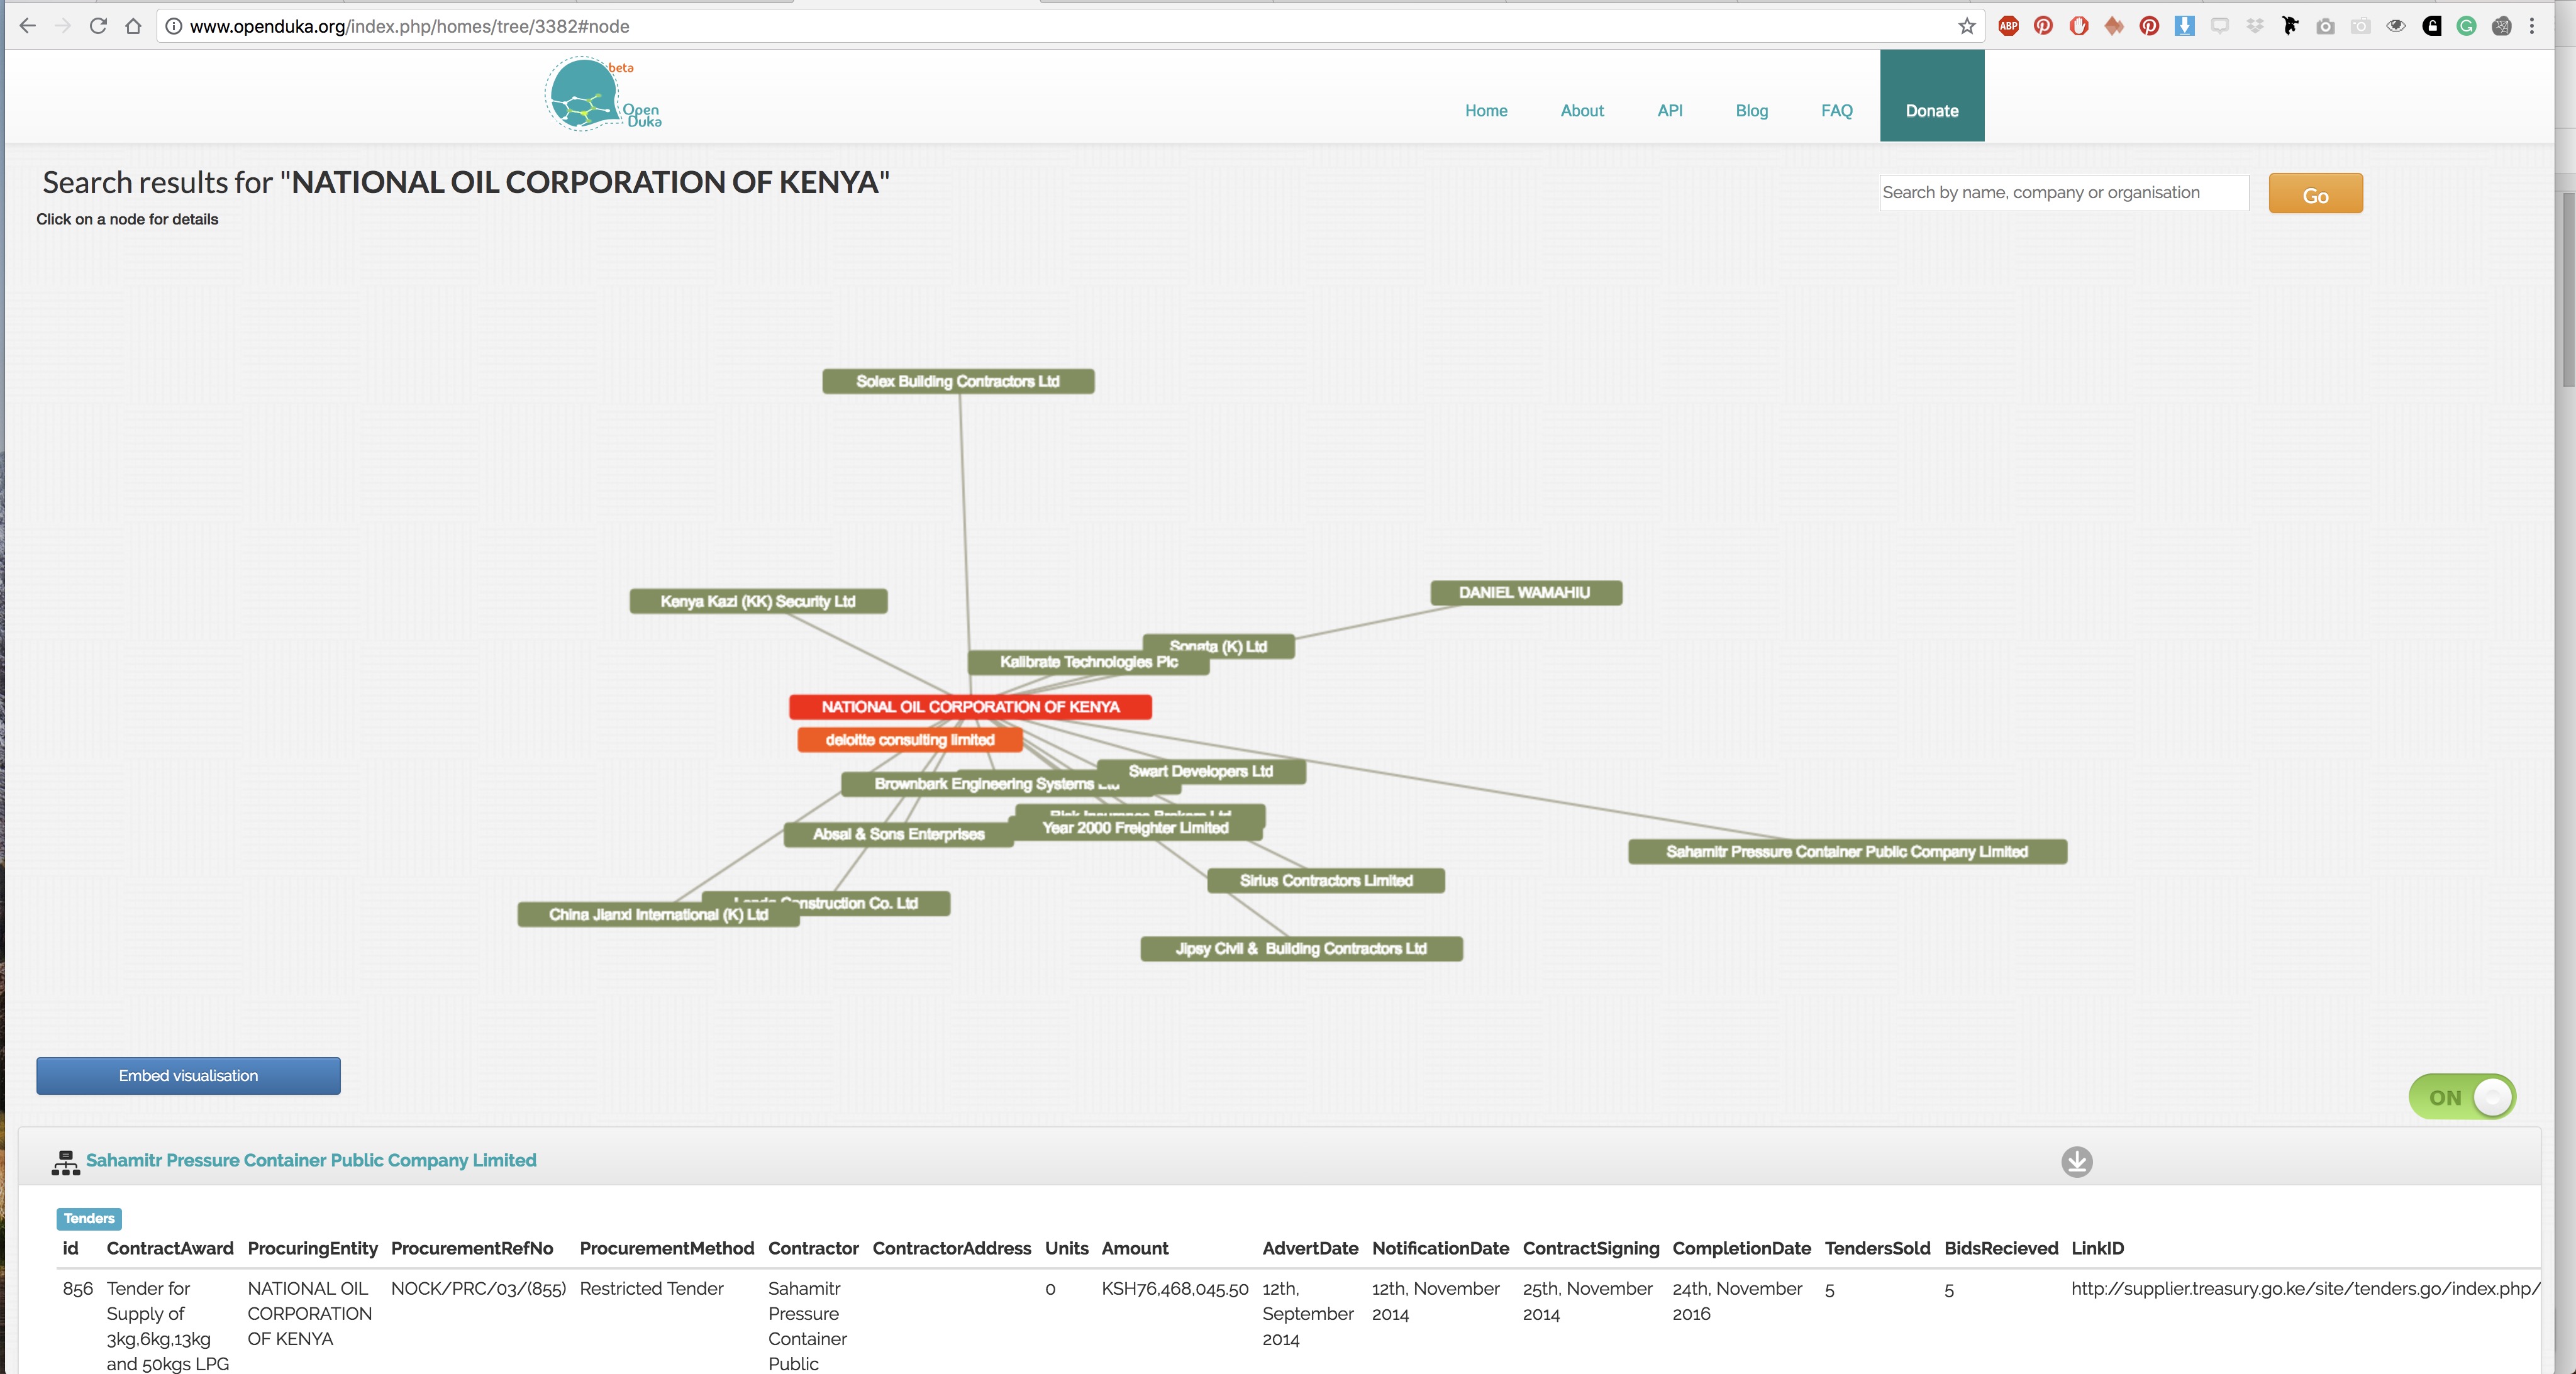 www.openduka.org/index.php/homes/tree/3382#node
ABP
beta
Open
Duka
Home
About
API
Blog
FAQ
Donate
Search results for "NATIONAL OIL CORPORATION OF KENYA"
Click on a node for details
Search by name, company or organisation
Go
Solex Building Contractors Ltd
Kenya Kazi (KK) Security Ltd
DANIEL WAMAHIU
Sonata (K) Ltd
Kalibrate Technologies Plc
NATIONAL OIL CORPORATION OF KENYA
deloitte consulting limited
Swart Developers Ltd
Brownbark Engineering Systems Ltd
Risk Insurance Brokers Ltd
Year 2000 Freighter Limited
Absai & Sons Enterprises
Sahamitr Pressure Container Public Company Limited
Sirius Contractors Limited
Construction Co. Ltd
China Jianxi International (K) Ltd
Jipsy Civil & Building Contractors Ltd
Embed visualisation
ON
Sahamitr Pressure Container Public Company Limited
Tenders
id ContractAward ProcuringEntity ProcurementRefNo ProcurementMethod Contractor ContractorAddress Units Amount AdvertDate NotificationDate ContractSigning CompletionDate TendersSold BidsRecieved LinkID
856 Tender for NATIONAL OIL NOCK/PRC/03/(855) Restricted Tender Sahamitr 0 KSH76,468,045.50 12th, 12th, November 25th, November 24th, November 5 5 http://supplier.treasury.go.ke/site/tenders.go/index.php/
Supply of CORPORATION Pressure September 2014 2014 2016
3kg,6kg,13kg OF KENYA Container 2014
and 50kgs LPG Public